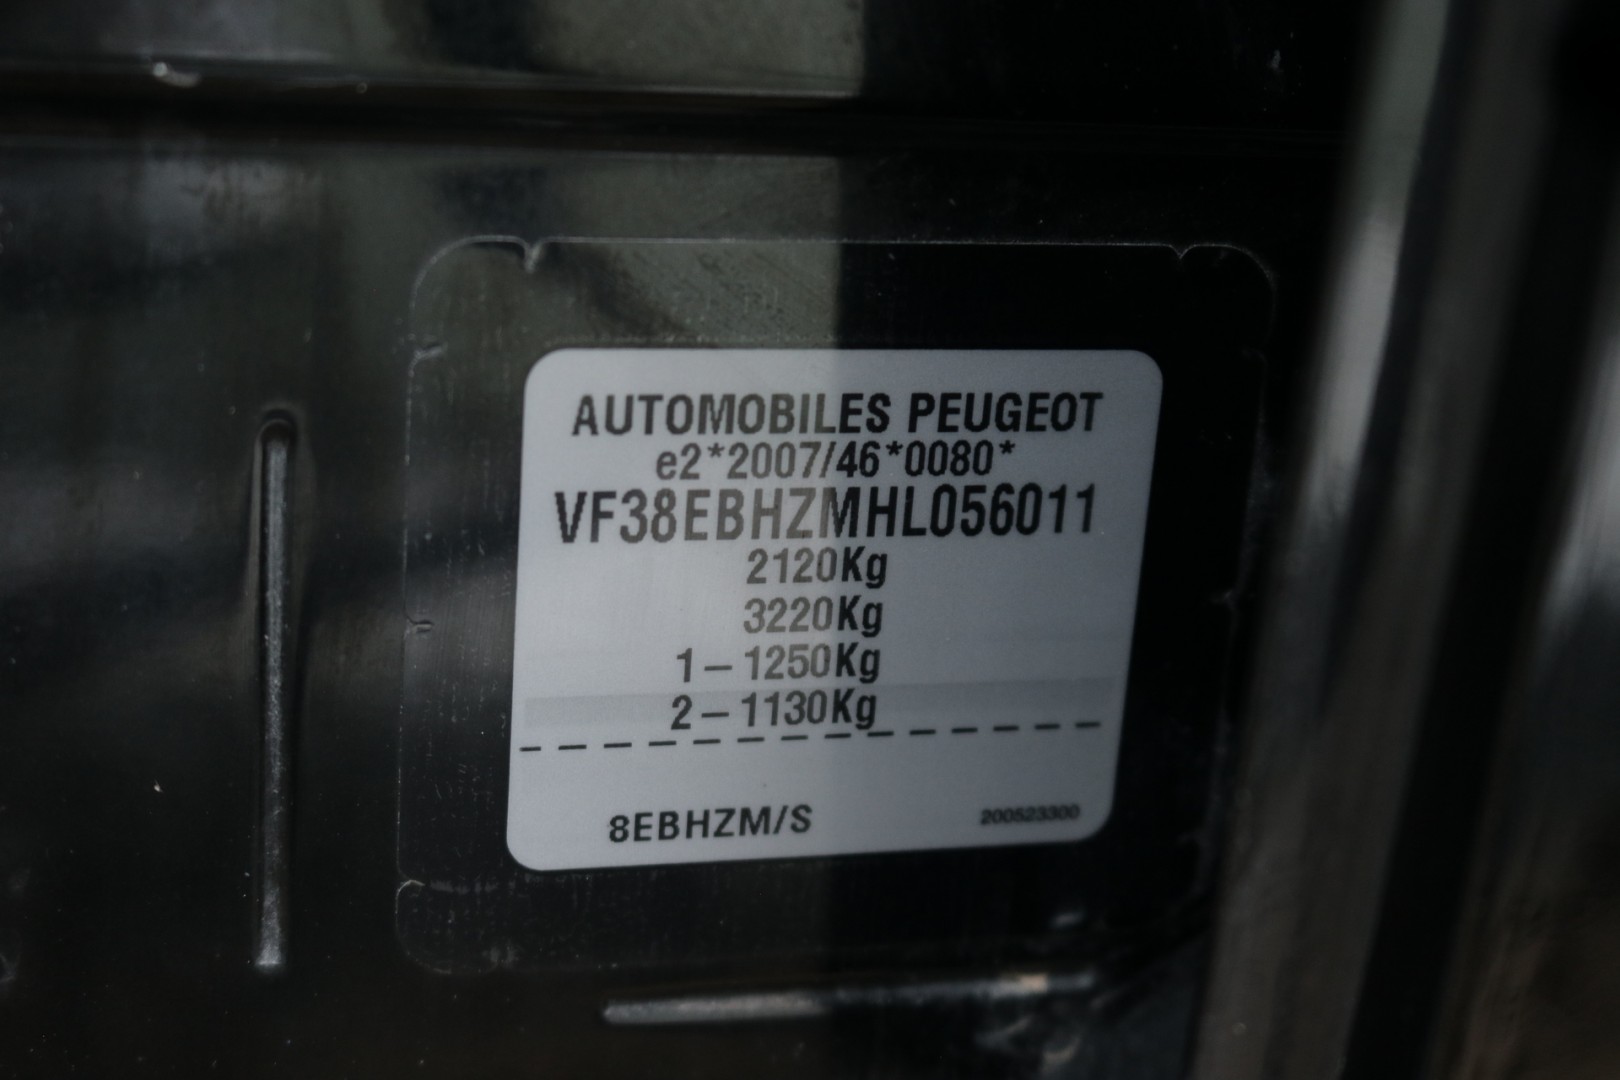 AUTOMOBILES PEUGEOT
e2*2007/46*0080*
VF38EBHZMHL056011
2120Kg
3220Kg
1-1250Kg
2-1130Kg
8EBHZM/S
200523300